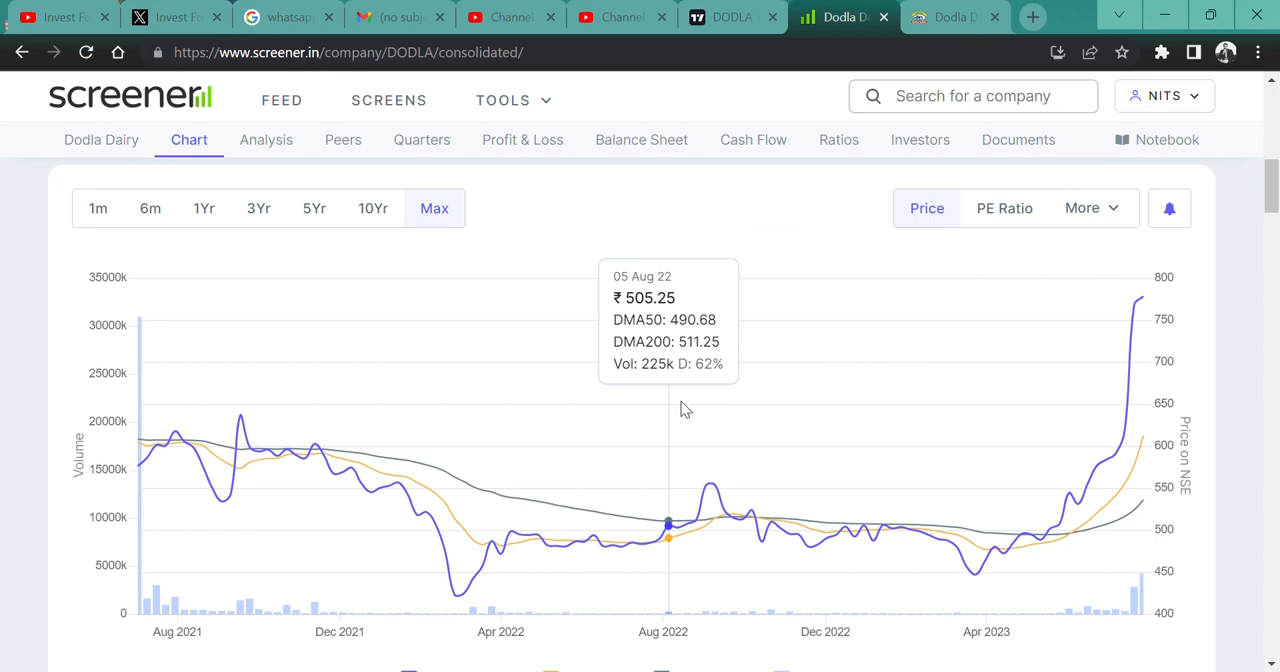 Invest Fo
Invest Fo
whatsap
(no subj
Channel
Channel
DODLA
Dodla Da
Dodla D
https://www.screener.in/company/DODLA/consolidated/
screener
FEED
SCREENS
TOOLS
Search for a company
NITS
Dodla Dairy
Chart
Analysis
Peers
Quarters
Profit & Loss
Balance Sheet
Cash Flow
Ratios
Investors
Documents
Notebook
1m
6m
1Yr
3Yr
5Yr
10Yr
Max
Price
PE Ratio
More
05 Aug 22
₹ 505.25
DMA50: 490.68
DMA200: 511.25
Vol: 225k D: 62%
35000k
30000k
25000k
20000k
15000k
10000k
5000k
0
Volume
800
750
700
650
600
550
500
450
400
Price on NSE
Aug 2021
Dec 2021
Apr 2022
Aug 2022
Dec 2022
Apr 2023